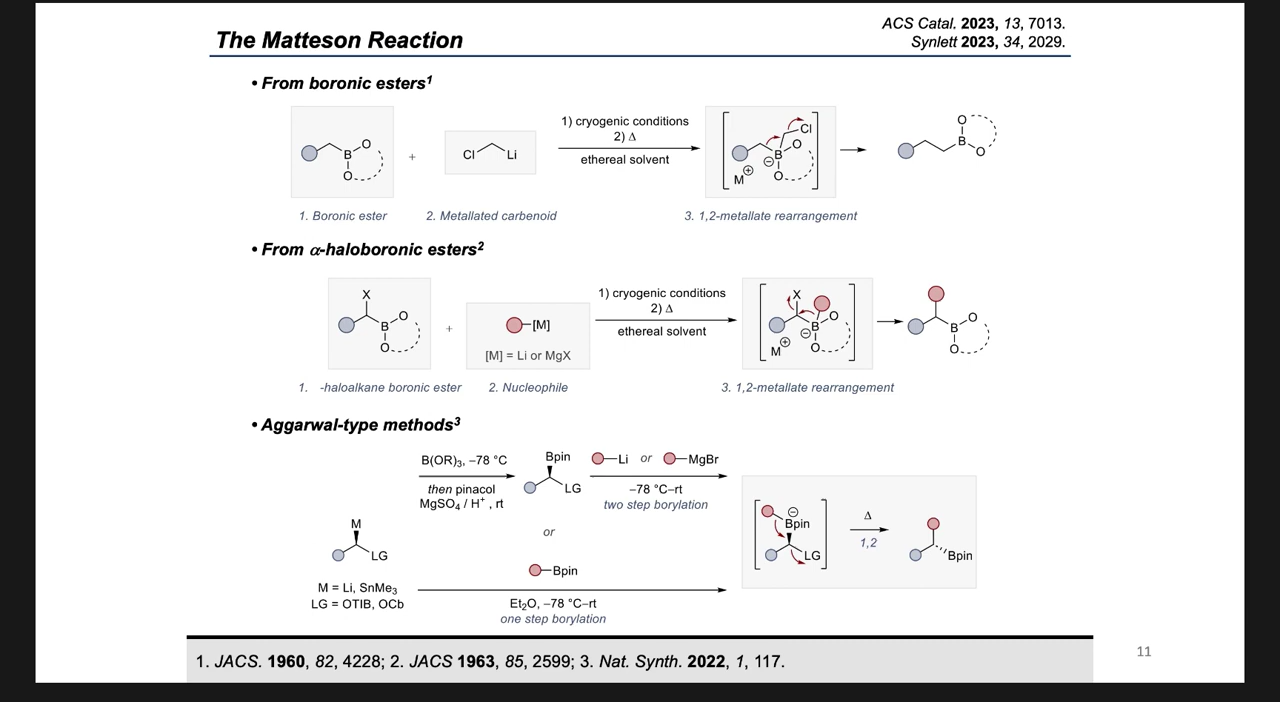 The Matteson Reaction
ACS Catal. 2023, 13, 7013.
Synlett 2023, 34, 2029.
• From boronic esters1
B
O
O
+
Cl
Li
1) cryogenic conditions
2) Δ
ethereal solvent
Cl
B
O
O
⊖
M⊕
B
O
O
1. Boronic ester
2. Metallated carbenoid
3. 1,2-metallate rearrangement
• From α-haloboronic esters2
X
B
O
O
+
[M]
[M] = Li or MgX
1) cryogenic conditions
2) Δ
ethereal solvent
X
B
O
O
⊖
M⊕
B
O
O
1. -haloalkane boronic ester
2. Nucleophile
3. 1,2-metallate rearrangement
• Aggarwal-type methods3
M
LG
M = Li, SnMe3
LG = OTIB, OCb
B(OR)3, –78 °C
then pinacol
MgSO4 / H+ , rt
Bpin
LG
Li or MgBr
–78 °C–rt
two step borylation
or
Bpin
Et2O, –78 °C–rt
one step borylation
⊖
Bpin
LG
Δ
1,2
Bpin
1. JACS. 1960, 82, 4228; 2. JACS 1963, 85, 2599; 3. Nat. Synth. 2022, 1, 117.
11